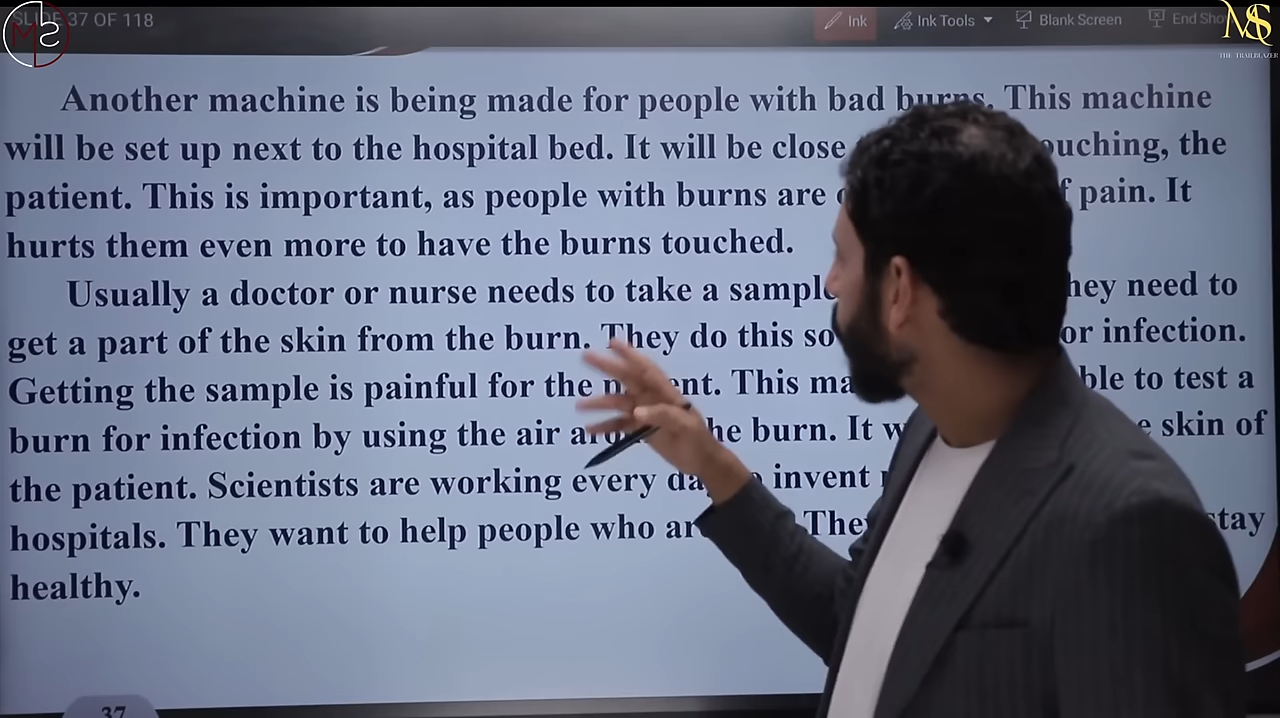 SLIDE 37 OF 118
Ink
Ink Tools
Blank Screen
End Sho
MS
MS
THE TRAILBLAZER
Another machine is being made for people with bad burns. This machine
will be set up next to the hospital bed. It will be close ouching, the
patient. This is important, as people with burns are f pain. It
hurts them even more to have the burns touched.
Usually a doctor or nurse needs to take a sample hey need to
get a part of the skin from the burn. They do this so or infection.
Getting the sample is painful for the This ma ble to test a
burn for infection by using the air he burn. It w skin of
the patient. Scientists are working every invent
hospitals. They want to help people who are The stay
healthy.
37